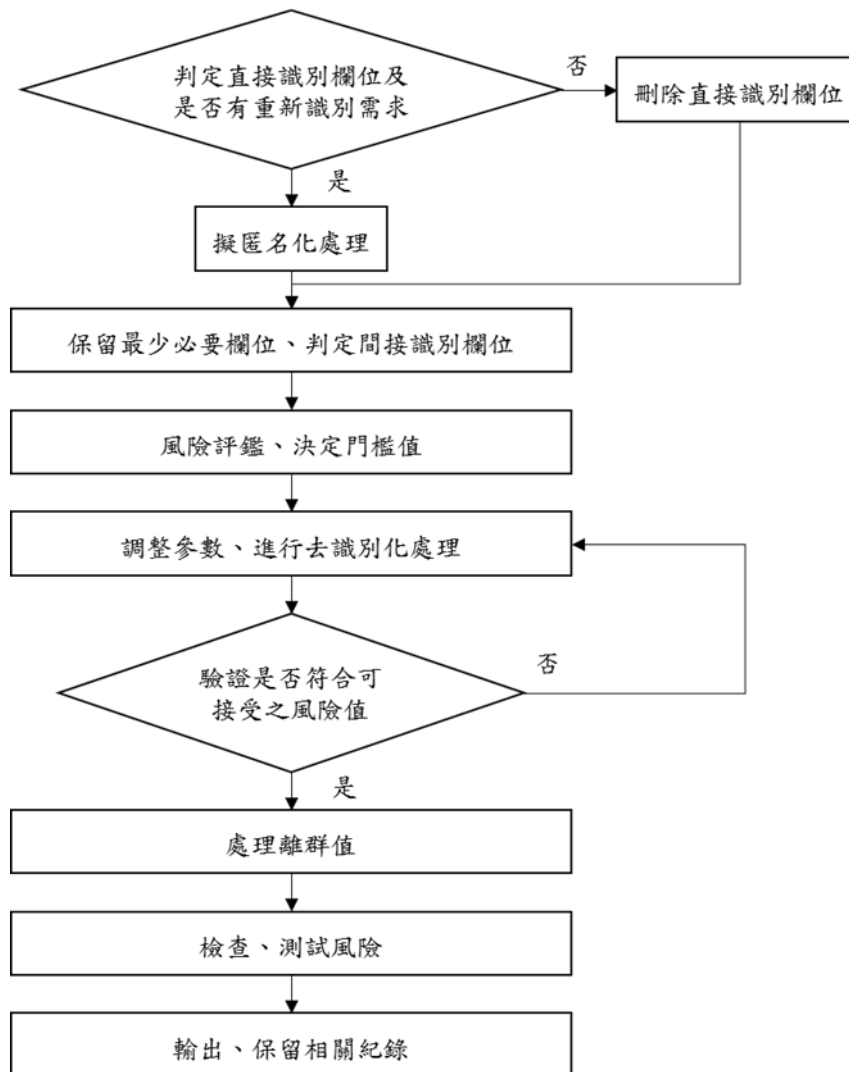 判定直接識別欄位及
是否有重新識別需求
否
刪除直接識別欄位
是
擬匿名化處理
保留最少必要欄位、判定間接識別欄位
風險評鑑、決定門檻值
調整參數、進行去識別化處理
驗證是否符合可
接受之風險值
否
是
處理離群值
檢查、測試風險
輸出、保留相關紀錄